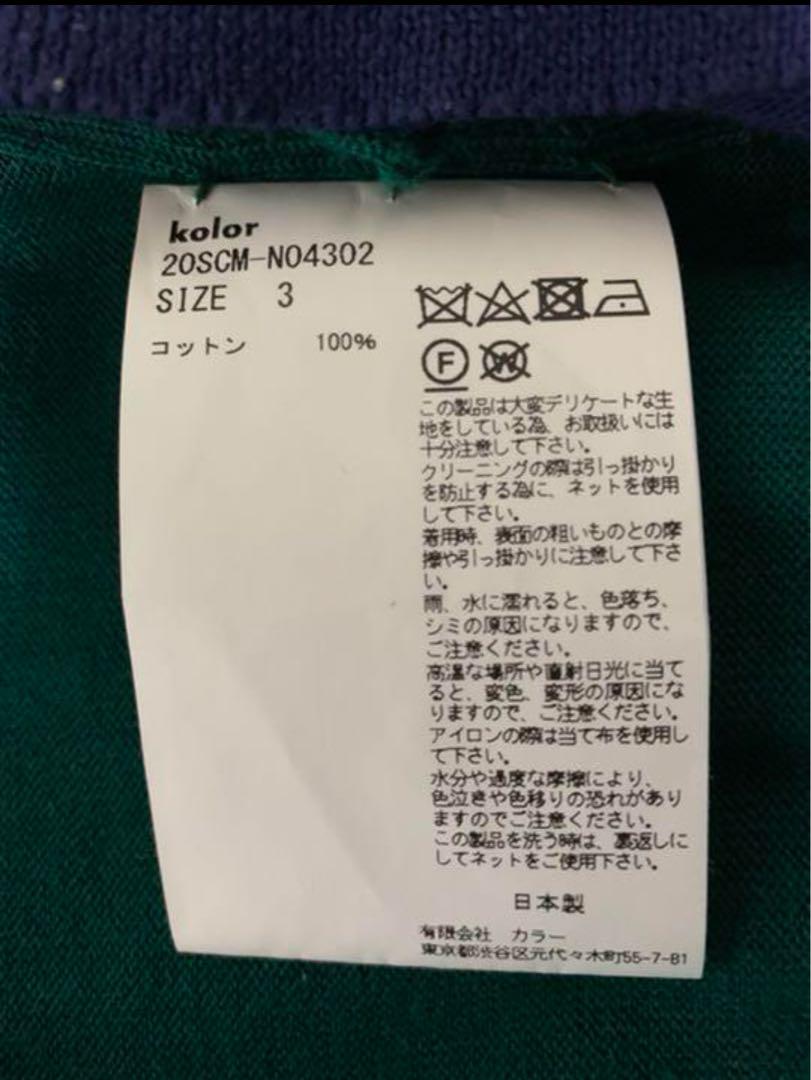 kolor
20SCM-N04302
SIZE 3
コットン 100%
F
W
この製品は大変デリケートな生
地をしている為、お取扱いには
十分注意して下さい。
クリーニングの際は引っ掛かり
を防止する為に、ネットを使用
して下さい。
着用時、表面の粗いものとの摩
擦や引っ掛かりに注意して下さ
い。
雨、水に濡れると、色落ち、
シミの原因になりますので、
ご注意ください。
高温な場所や直射日光に当て
ると、変色、変形の原因にな
りますので、ご注意ください。
アイロンの際は当て布を使用し
て下さい。
水分や過度な摩擦により、
色泣きや色移りの恐れがあり
ますのでご注意ください。
この製品を洗う時は、裏返しに
してネットをご使用下さい。
日本製
有限会社 カラー
東京都渋谷区元代々木町55-7-B1